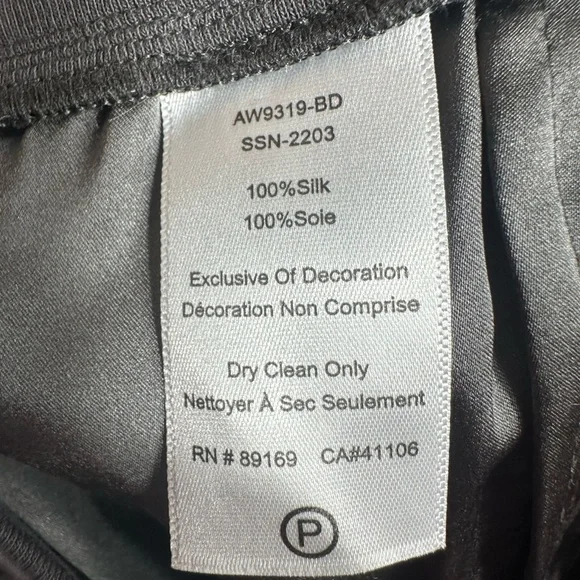 AW9319-BD
SSN-2203
100%Silk
100%Soie
Exclusive Of Decoration
Décoration Non Comprise
Dry Clean Only
Nettoyer À Sec Seulement
RN # 89169 CA#41106
P